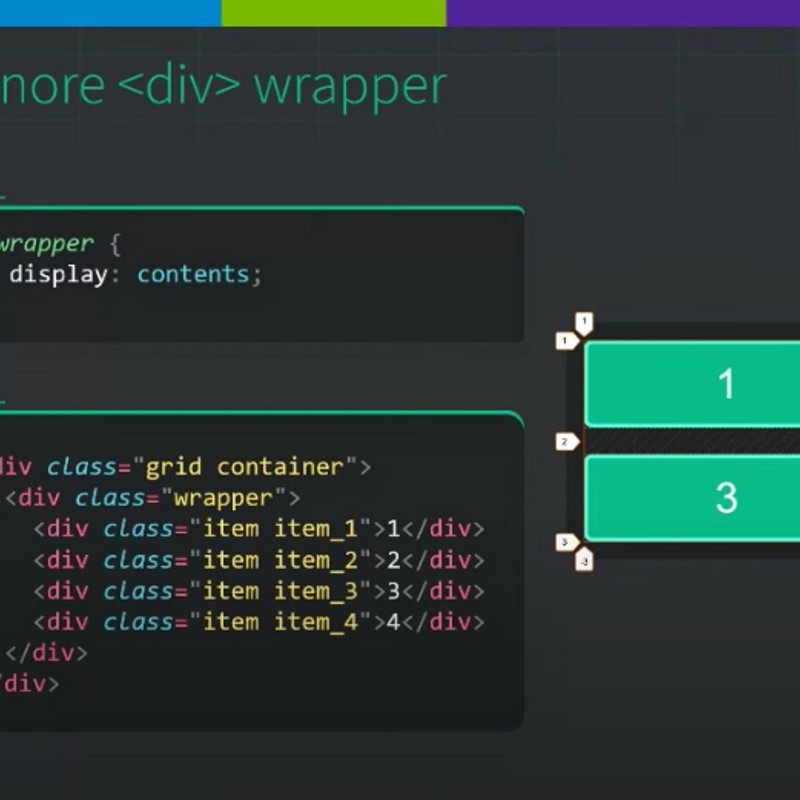 nore <div> wrapper
wrapper {
display: contents;
div class="grid container">
<div class="wrapper">
<div class="item item_1">1</div>
<div class="item item_2">2</div>
<div class="item item_3">3</div>
<div class="item item_4">4</div>
</div>
/div>
1
1
1
2
3
3
-3